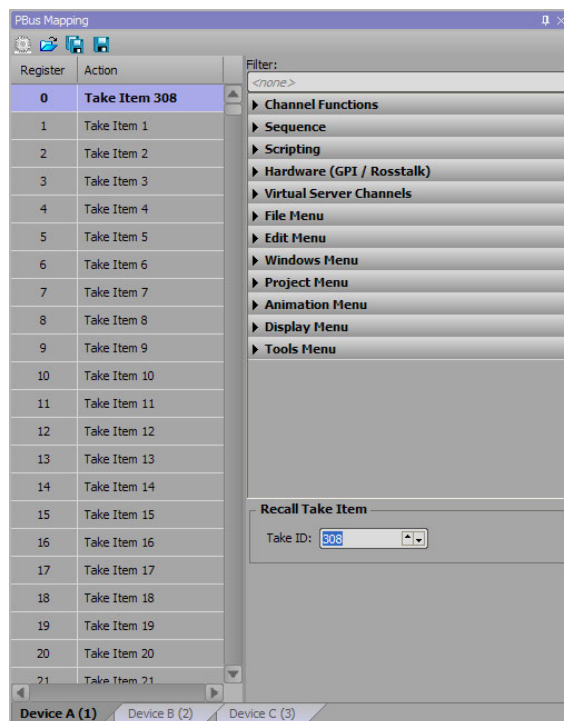 PBus Mapping
Register Action
0 Take Item 308
1 Take Item 1
2 Take Item 2
3 Take Item 3
4 Take Item 4
5 Take Item 5
6 Take Item 6
7 Take Item 7
8 Take Item 8
9 Take Item 9
10 Take Item 10
11 Take Item 11
12 Take Item 12
13 Take Item 13
14 Take Item 14
15 Take Item 15
16 Take Item 16
17 Take Item 17
18 Take Item 18
19 Take Item 19
20 Take Item 20
21 Take Item 21
Filter:
<none>
Channel Functions
Sequence
Scripting
Hardware (GPI / Rosstalk)
Virtual Server Channels
File Menu
Edit Menu
Windows Menu
Project Menu
Animation Menu
Display Menu
Tools Menu
Recall Take Item
Take ID: 308
Device A (1) Device B (2) Device C (3)